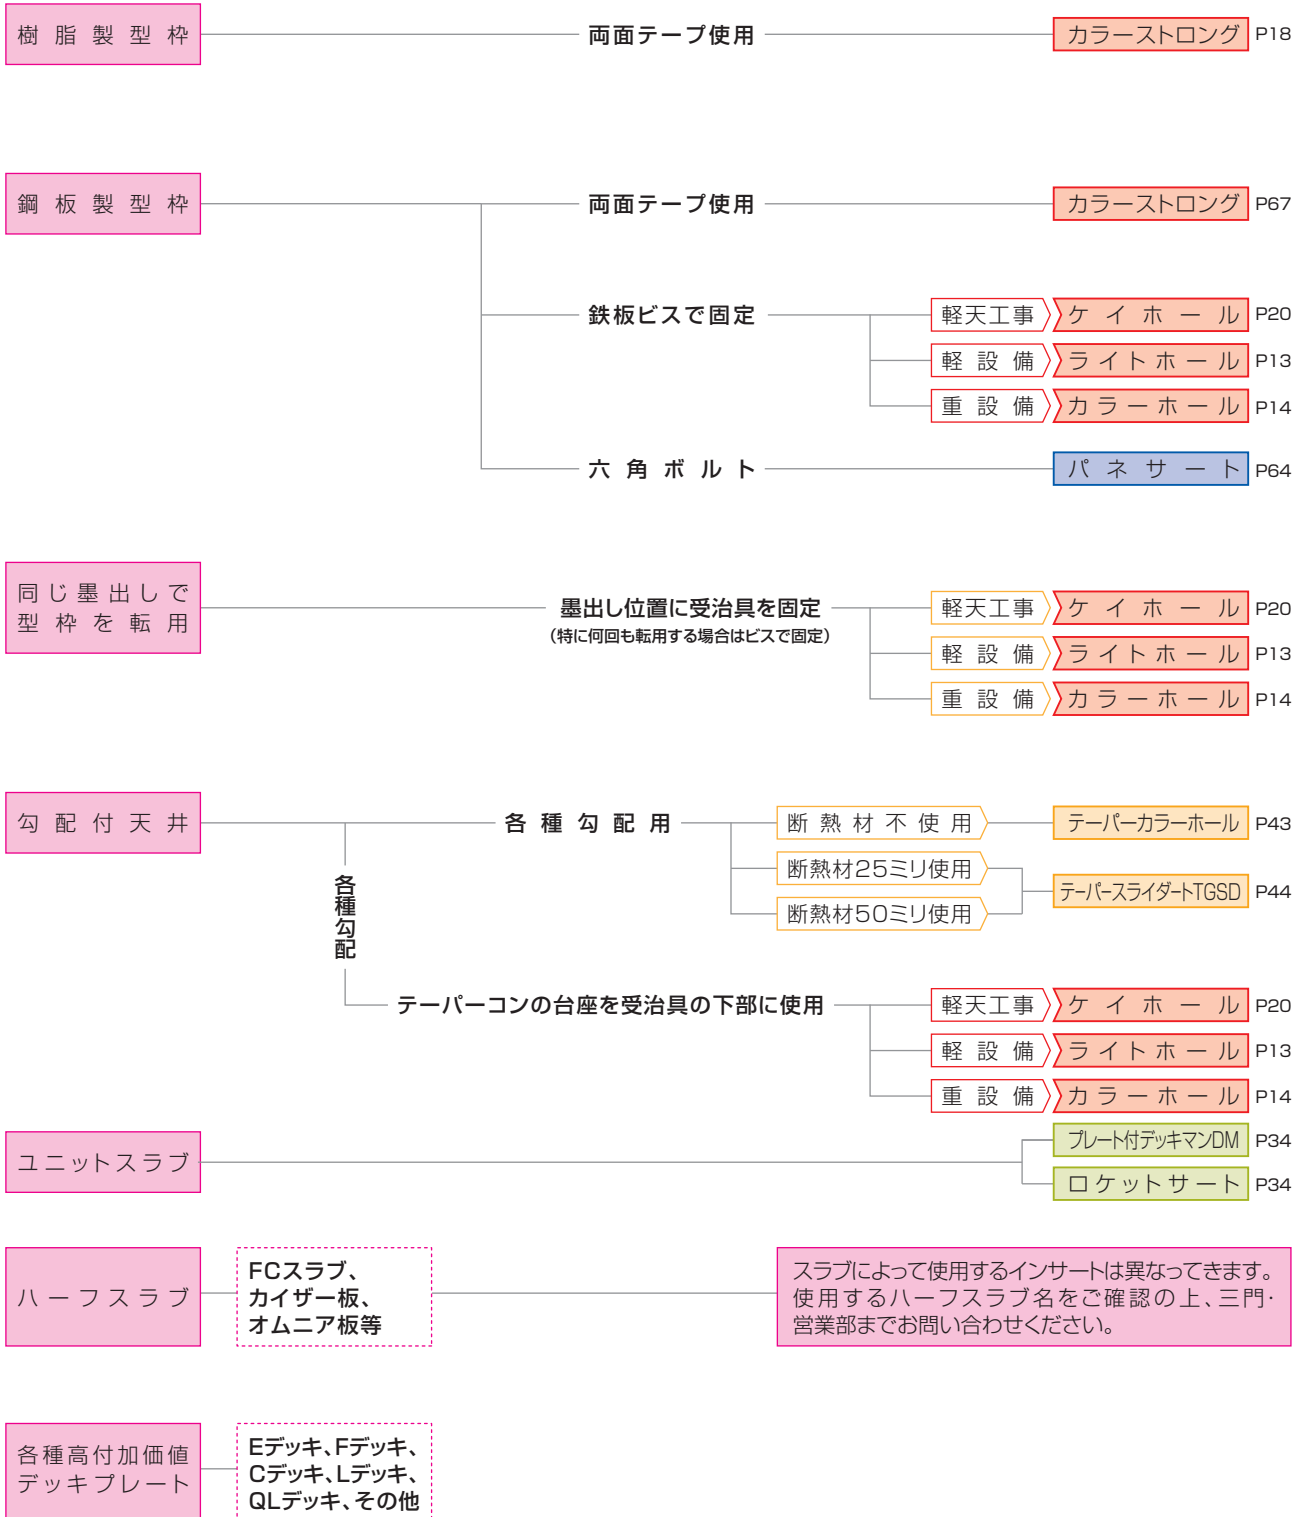 樹脂製型枠
両面テープ使用
カラーストロング P18
鋼板製型枠
両面テープ使用
カラーストロング P67
鉄板ビスで固定
軽天工事 ケイホール P20
軽設備 ライトホール P13
重設備 カラーホール P14
六角ボルト
パネサート P64
同じ墨出しで
型枠を転用
墨出し位置に受治具を固定
(特に何回も転用する場合はビスで固定)
軽天工事 ケイホール P20
軽設備 ライトホール P13
重設備 カラーホール P14
勾配付天井
各種勾配用
断熱材不使用
テーパーカラーホール P43
断熱材25ミリ使用
断熱材50ミリ使用
テーパースライダートTGSD P44
各種勾配
テーパーコンの台座を受治具の下部に使用
軽天工事 ケイホール P20
軽設備 ライトホール P13
重設備 カラーホール P14
ユニットスラブ
プレート付デッキマンDM P34
ロケットサート P34
ハーフスラブ
FCスラブ、
カイザー板、
オムニア板等
スラブによって使用するインサートは異なってきます。
使用するハーフスラブ名をご確認の上、三門・
営業部までお問い合わせください。
各種高付加価値
デッキプレート
Eデッキ、Fデッキ、
Cデッキ、Lデッキ、
QLデッキ、その他